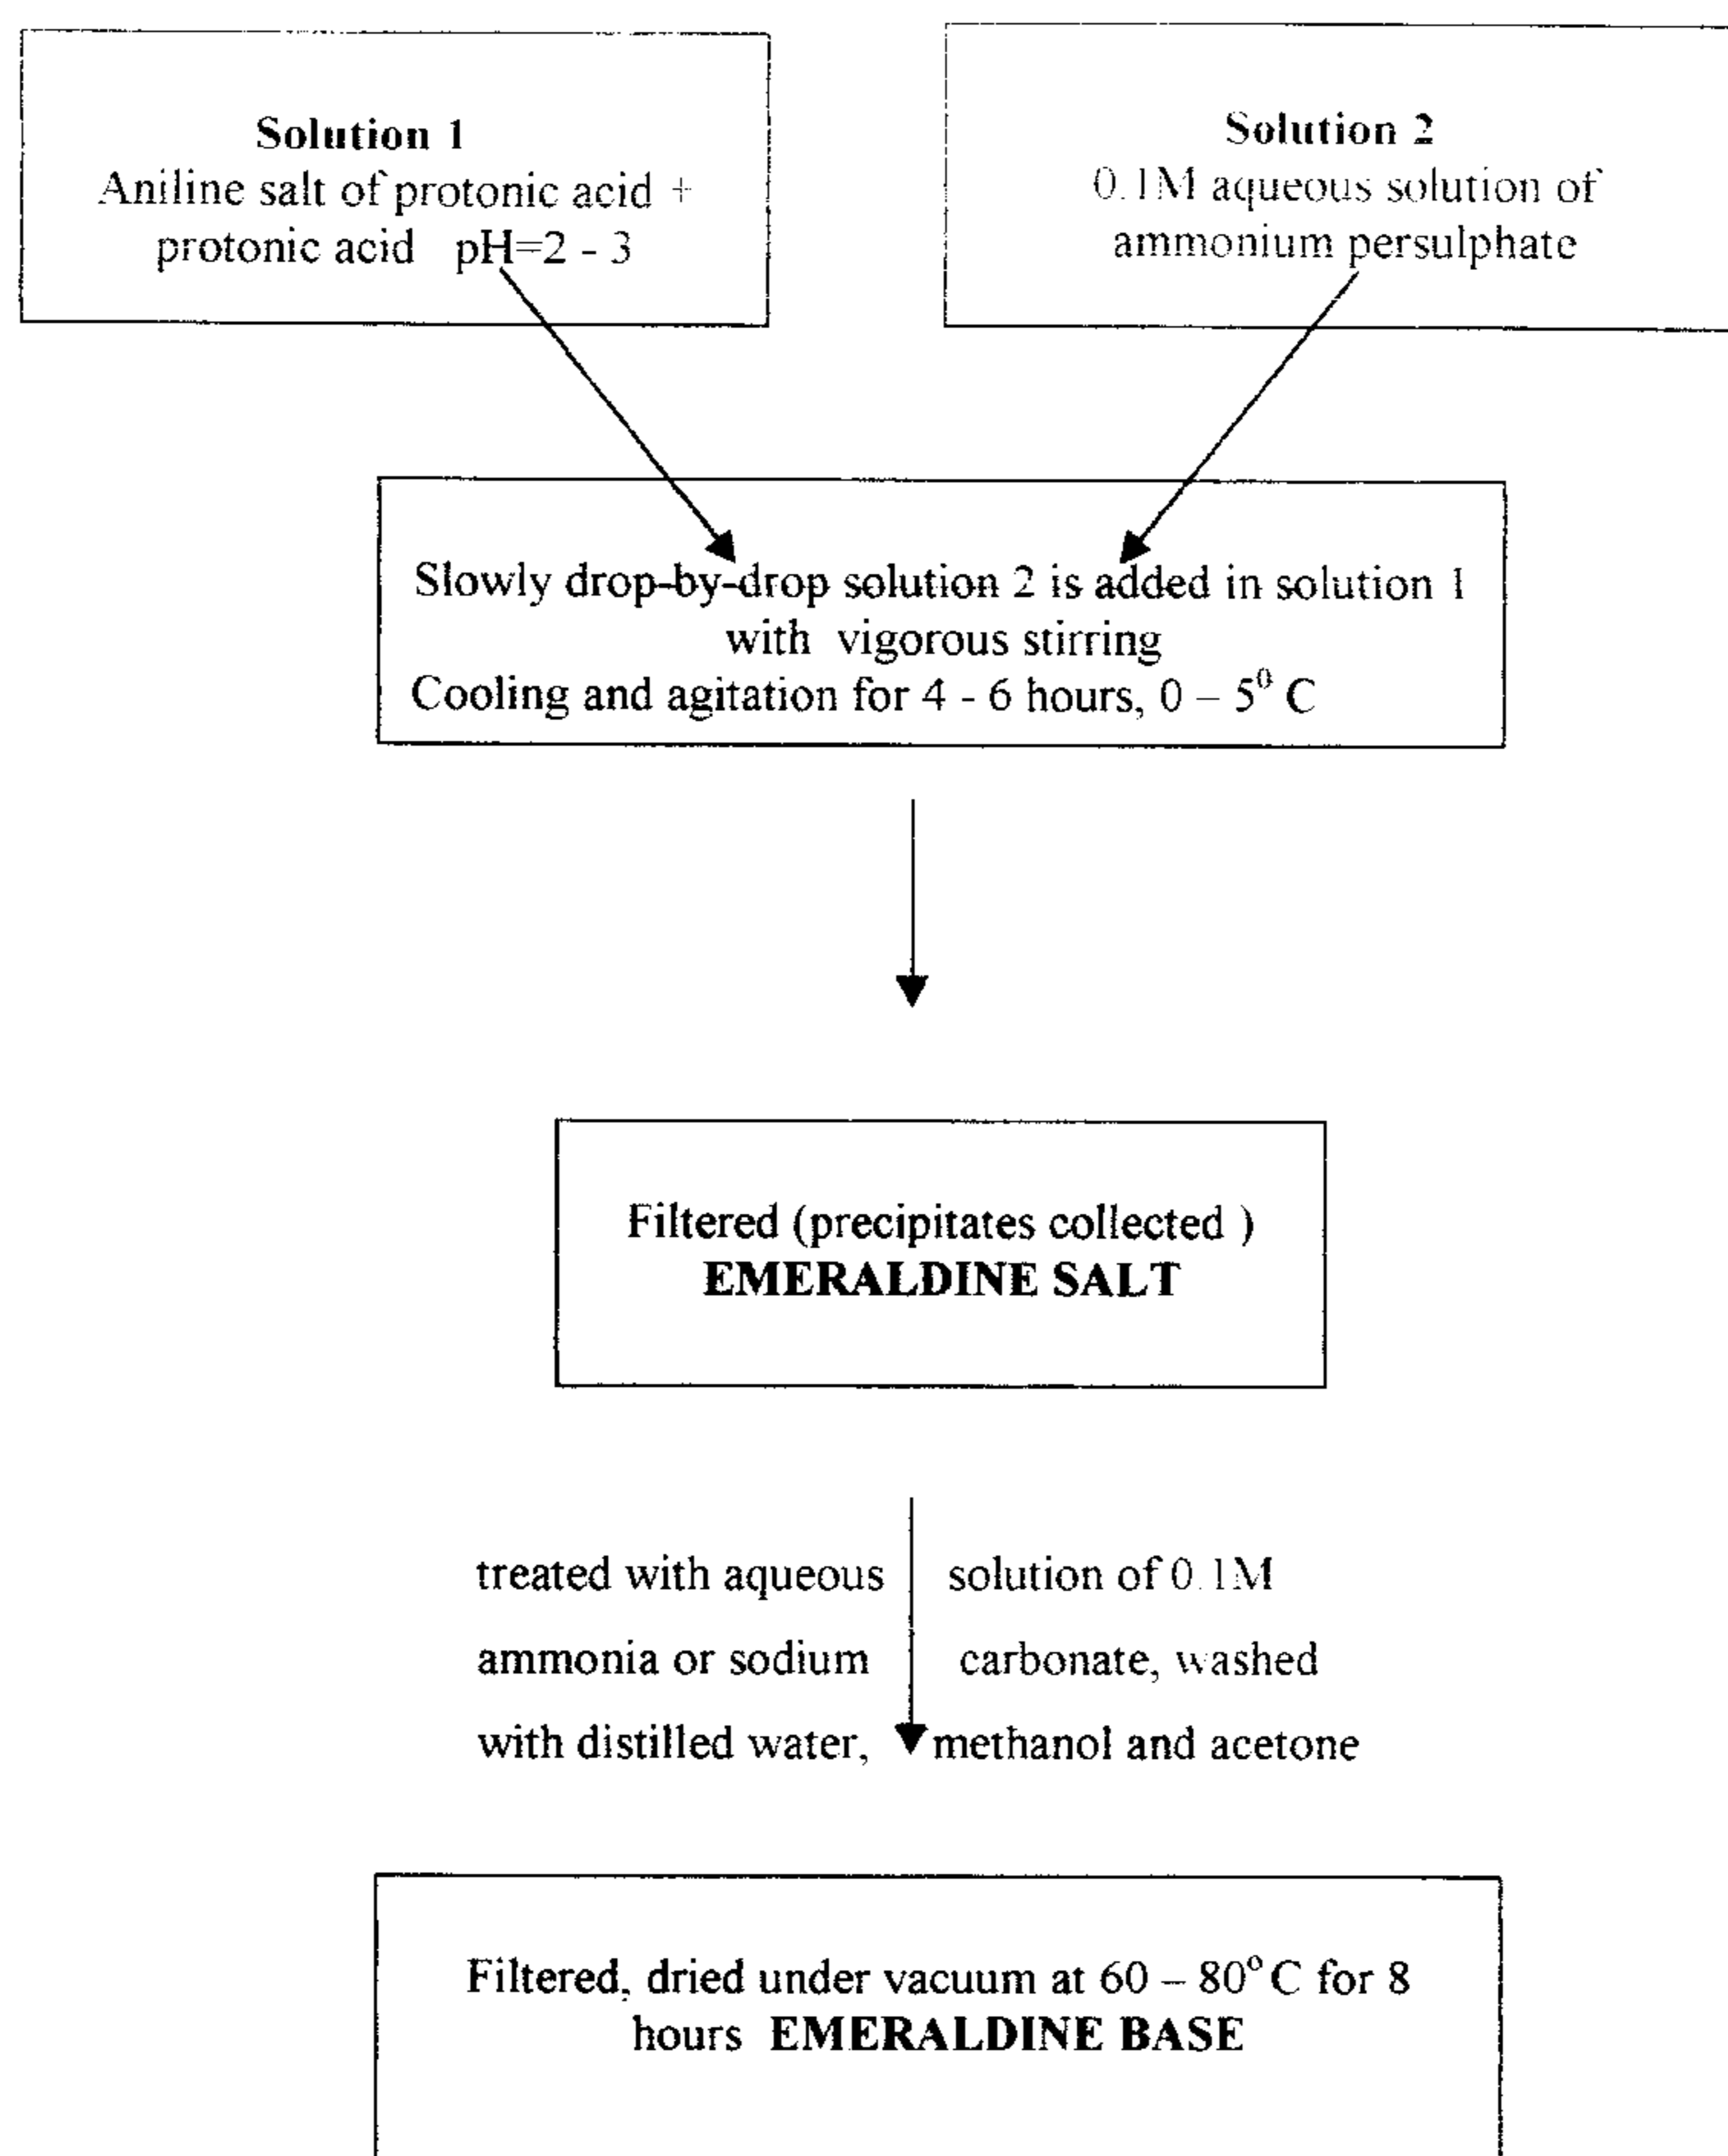 Solution 1
Aniline salt of protonic acid +
protonic acid pH=2 - 3
Solution 2
0.1M aqueous solution of
ammonium persulphate
Slowly drop-by-drop solution 2 is added in solution 1
with vigorous stirring
Cooling and agitation for 4 - 6 hours, 0 – 5⁰ C
Filtered (precipitates collected )
EMERALDINE SALT
treated with aqueous solution of 0.1M
ammonia or sodium carbonate, washed
with distilled water, methanol and acetone
Filtered, dried under vacuum at 60 – 80°C for 8
hours EMERALDINE BASE